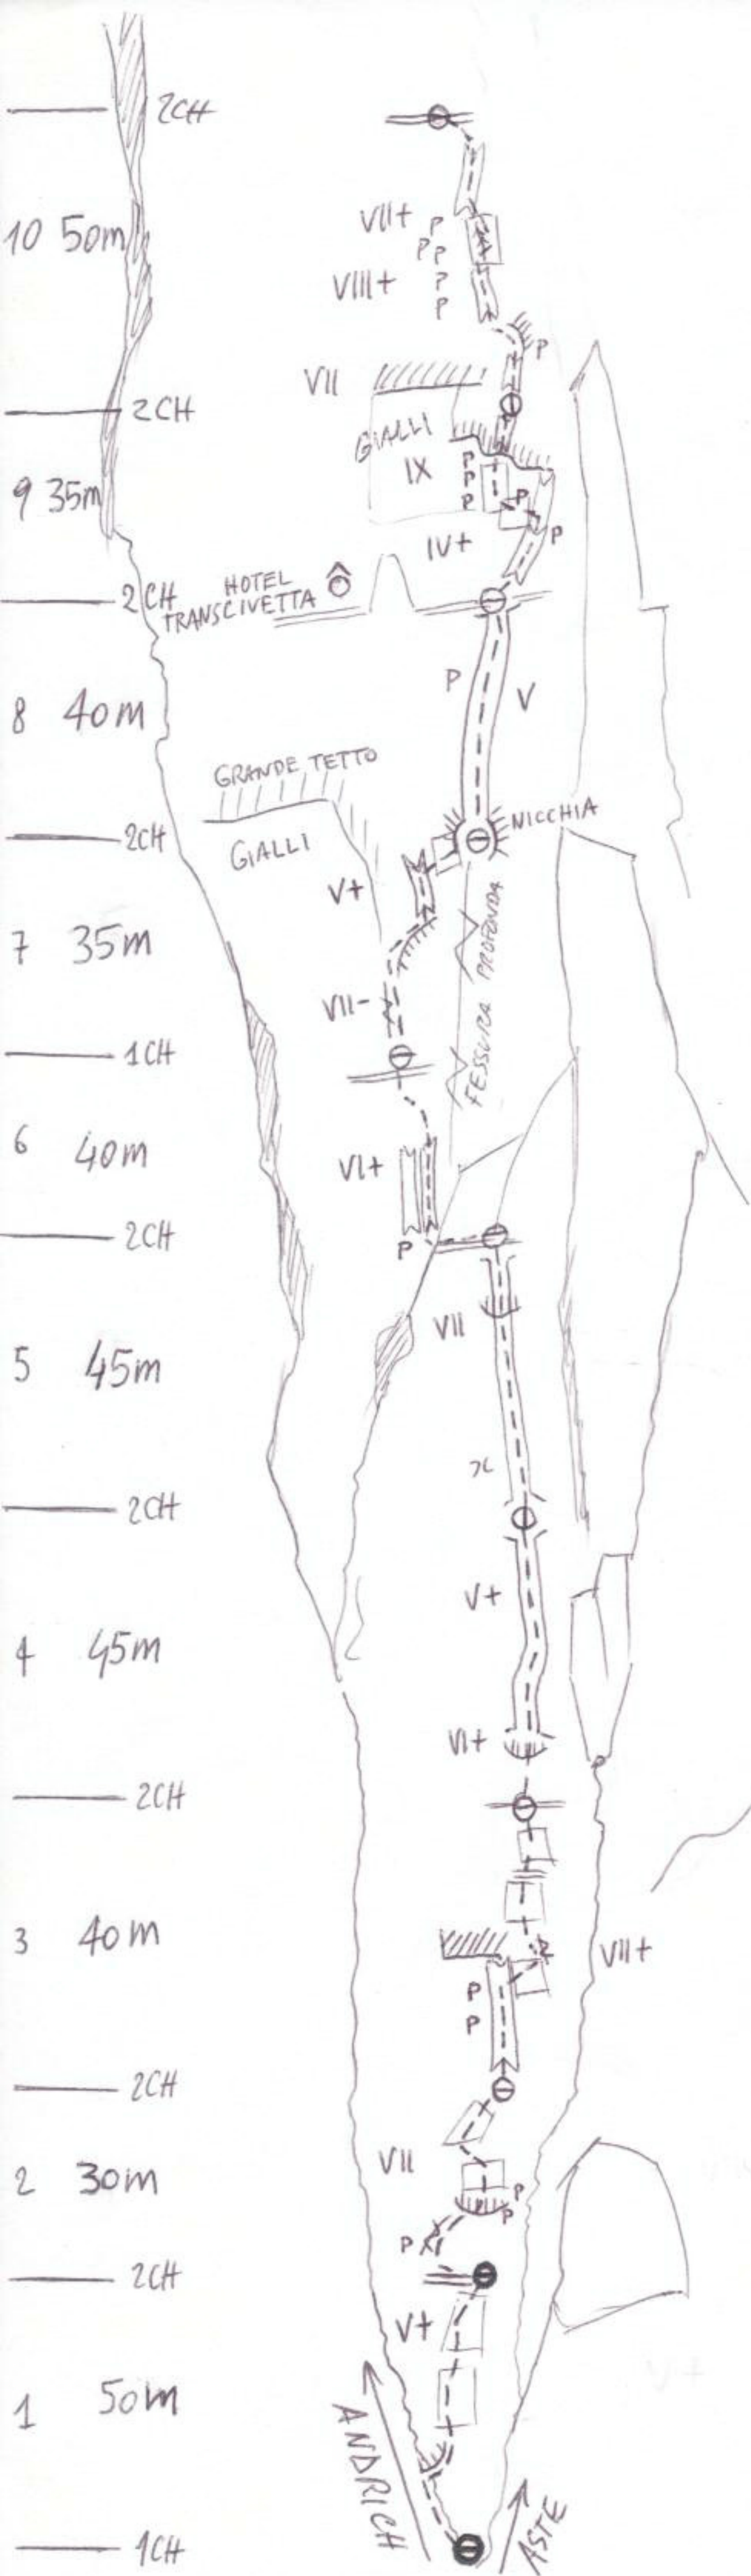 2CH
VII+ P
P P
10 50m
VIII+ P
P
P
VII
2CH
GIALLI
IX P
P
P
P
9 35m
IV+ P
2CH
HOTEL
TRANSCIVETTA
P V
8 40m
GRANDE TETTO
NICCHIA
2CH
GIALLI
V+
FESSURA PROFONDA
7 35m
VII-
1CH
6 40m
VI+
2CH
P
VII
5 45m
2CH
V+
4 45m
VI+
2CH
3 40m
VII+
P
P
2CH
VII
2 30m
P
P
P
2CH
V+
1 50m
ANDRICH
ASTE
1CH